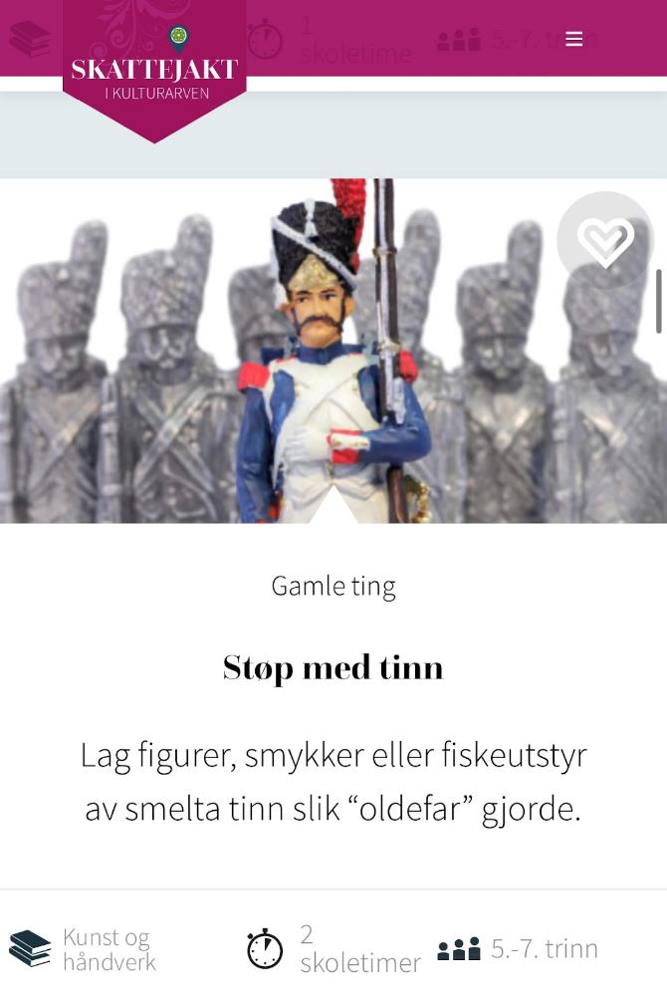 1
skoletime
5.-7. trinn
SKATTEJAKT
I KULTURARVEN
Gamle ting
Støp med tinn
Lag figurer, smykker eller fiskeutstyr
av smelta tinn slik “oldefar” gjorde.
Kunst og
håndverk
2
skoletimer
5.-7. trinn